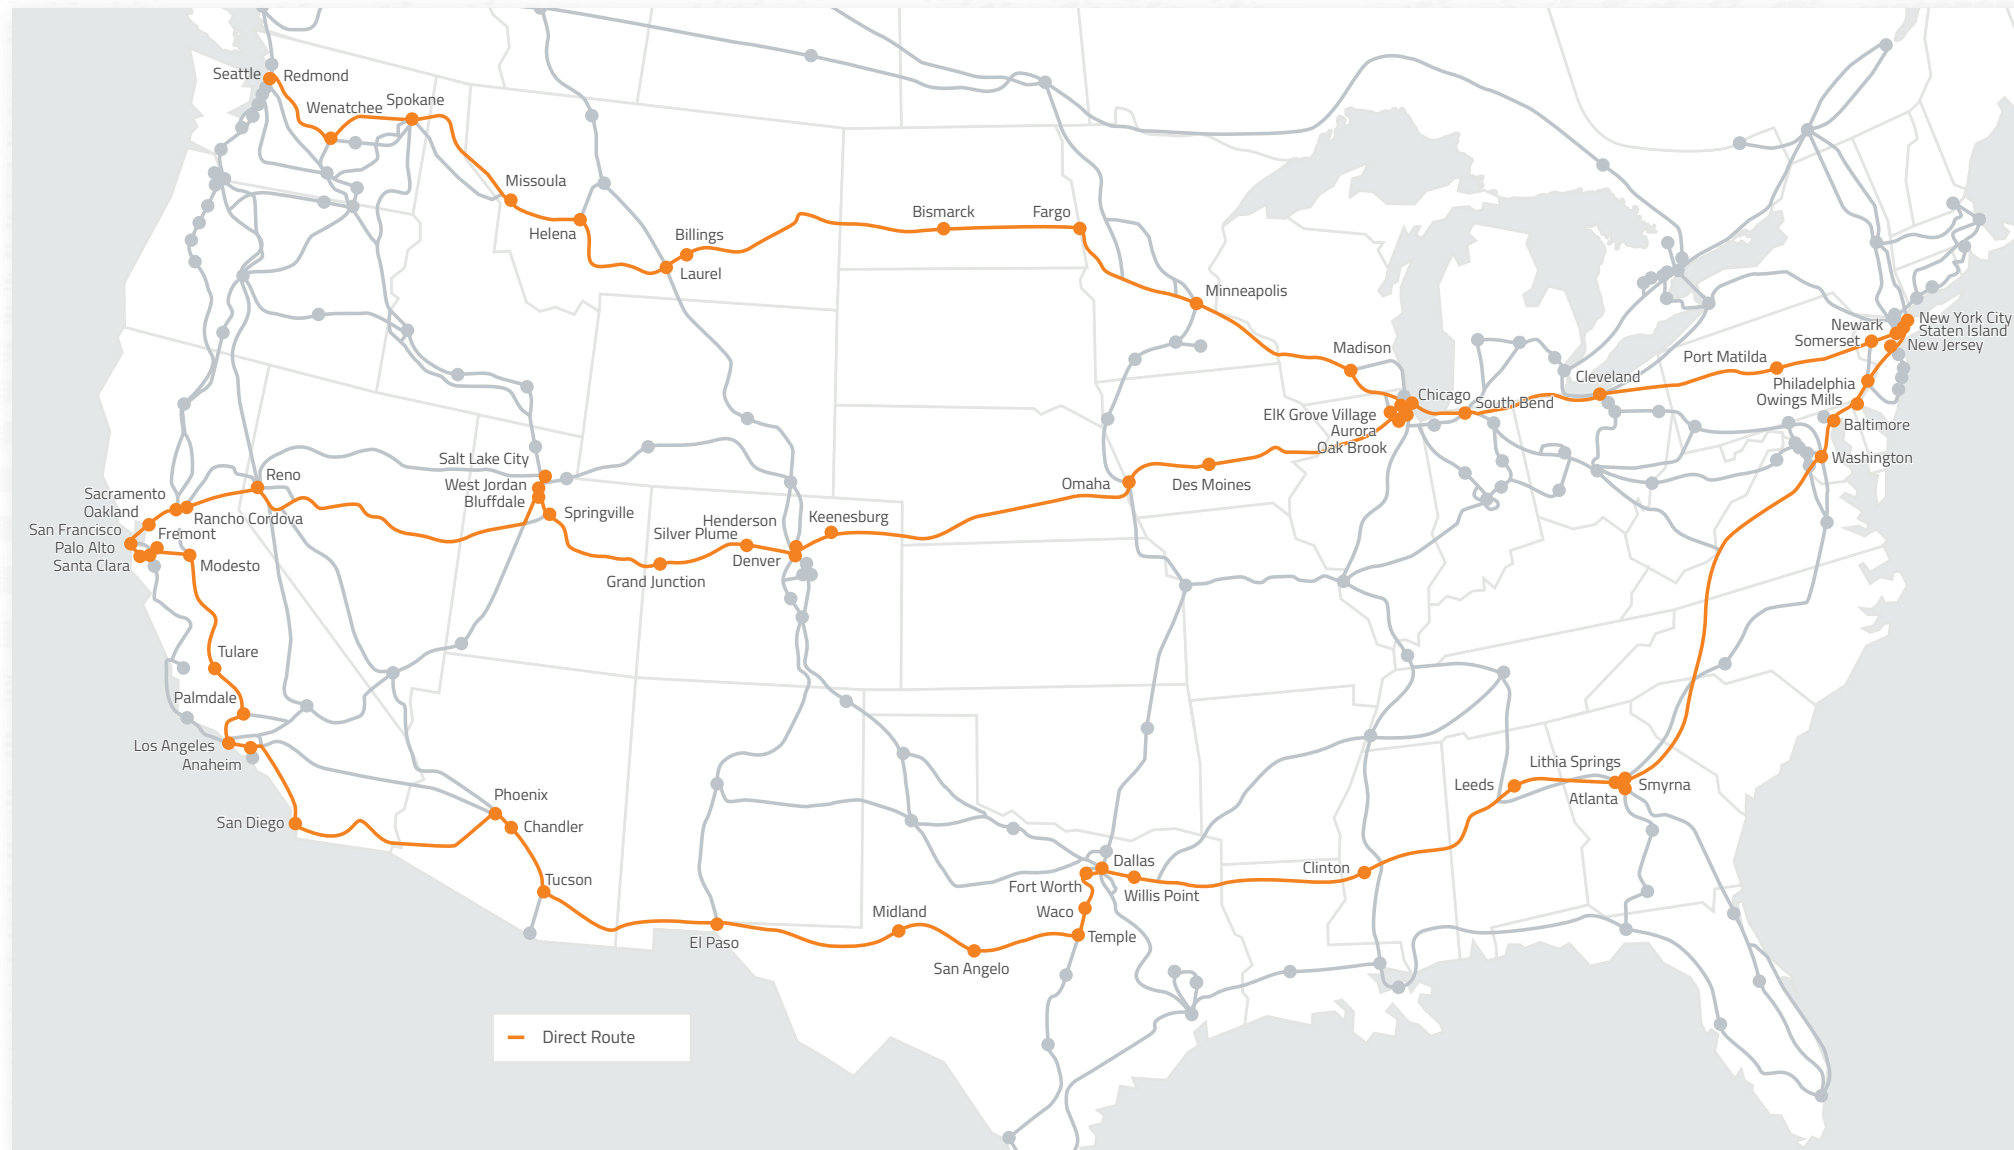 Seattle
Redmond
Wenatchee
Spokane
Missoula
Helena
Billings
Laurel
Bismarck
Fargo
Minneapolis
Madison
Chicago
ElK Grove Village
Aurora
Oak Brook
South Bend
Cleveland
Port Matilda
Newark
Somerset
New York City
Staten Island
New Jersey
Philadelphia
Owings Mills
Baltimore
Washington
Salt Lake City
West Jordan
Bluffdale
Springville
Reno
Sacramento
Oakland
Rancho Cordova
San Francisco
Fremont
Palo Alto
Santa Clara
Modesto
Henderson
Silver Plume
Denver
Keenesburg
Grand Junction
Omaha
Des Moines
Tulare
Palmdale
Los Angeles
Anaheim
San Diego
Phoenix
Chandler
Tucson
El Paso
Midland
San Angelo
Dallas
Fort Worth
Willis Point
Waco
Temple
Clinton
Leeds
Lithia Springs
Smyrna
Atlanta
Direct Route